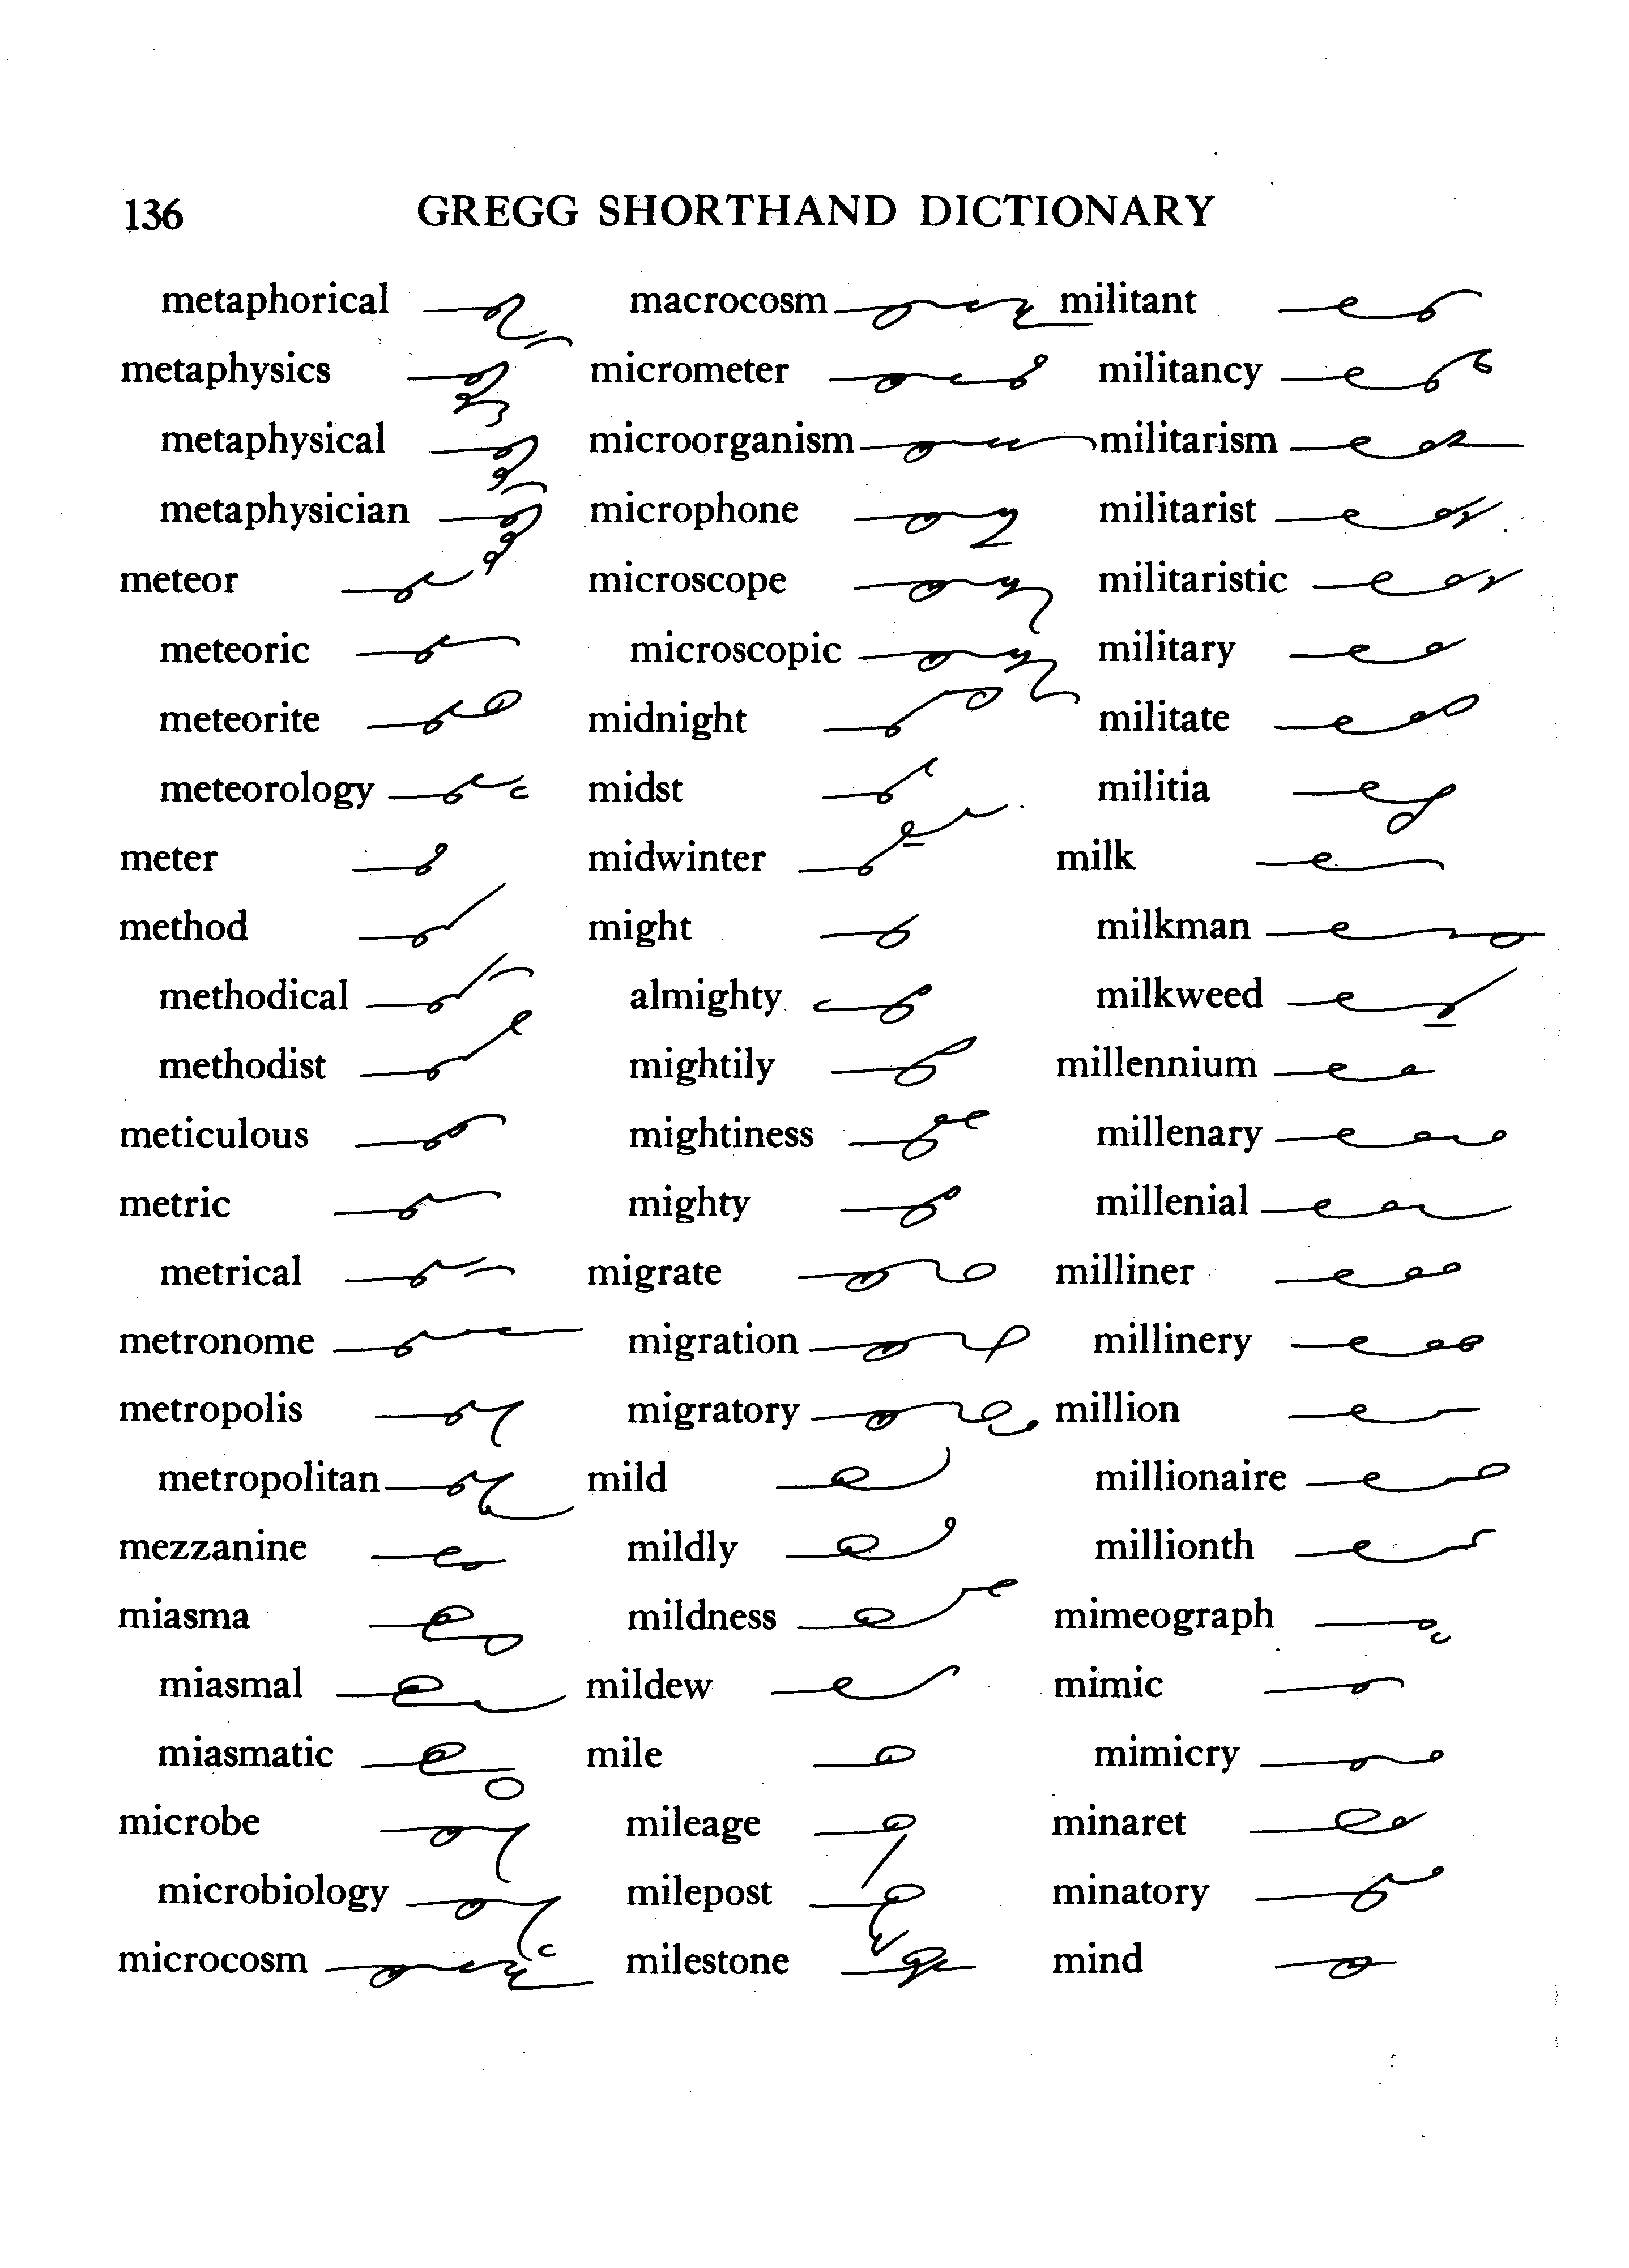 136 GREGG SHORTHAND DICTIONARY
metaphorical
metaphysics
metaphysical
metaphysician
meteor
meteoric
meteorite
meteorology
meter
method
methodical
methodist
meticulous
metric
metrical
metronome
metropolis
metropolitan
mezzanine
miasma
miasmal
miasmatic
microbe
microbiology
microcosm
macrocosm
micrometer
microorganism
microphone
microscope
microscopic
midnight
midst
midwinter
might
almighty
mightily
mightiness
mighty
migrate
migration
migratory
mild
mildly
mildness
mildew
mile
mileage
milepost
milestone
militant
militancy
militarism
militarist
militaristic
military
militate
militia
milk
milkman
milkweed
millennium
millenary
millenial
milliner
millinery
million
millionaire
millionth
mimeograph
mimic
mimicry
minaret
minatory
mind